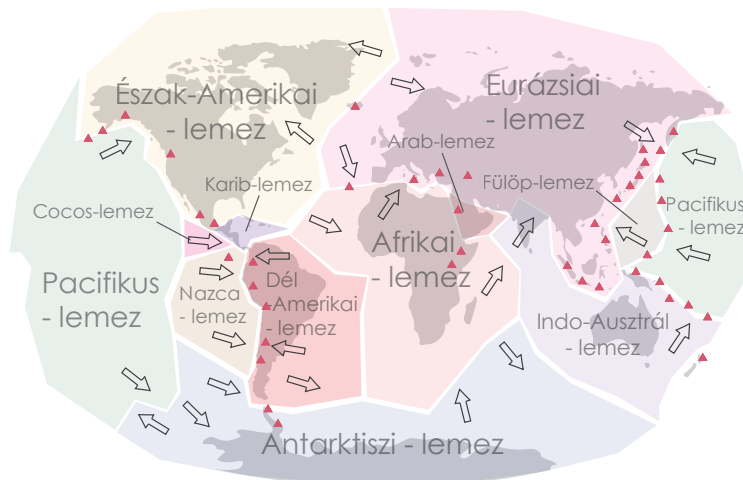 Észak-Amerikai
- lemez
Eurázsiai
- lemez
Arab-lemez
Karib-lemez
Fülöp-lemez
Cocos-lemez
Pacifikus
- lemez
Afrikai
- lemez
Pacifikus
- lemez
Nazca
- lemez
Dél
-Amerikai
- lemez
Indo-Ausztrál
- lemez
Antarktiszi - lemez